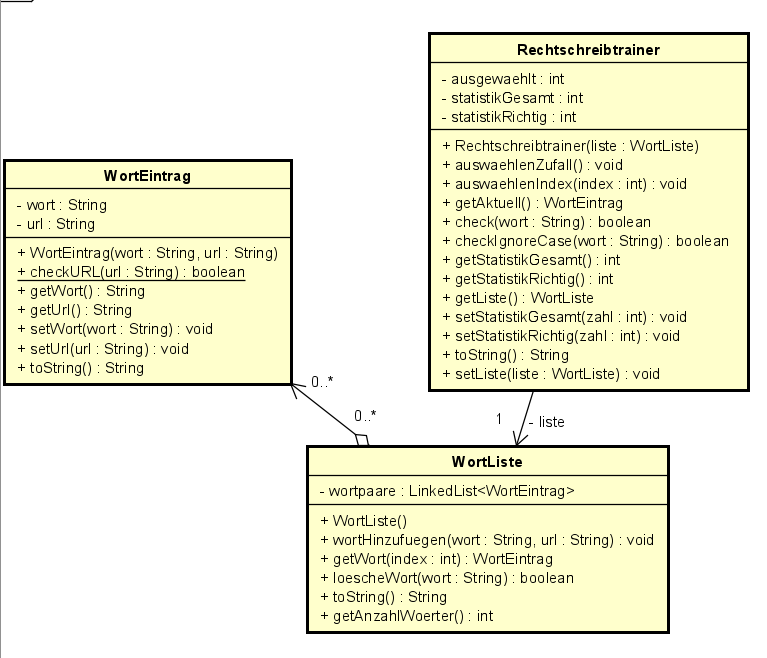 Rechtschreibtrainer
- ausgewaehlt : int
- statistikGesamt : int
- statistikRichtig : int
+ Rechtschreibtrainer(liste : WortListe)
+ auswaehlenZufall() : void
+ auswaehlenIndex(index : int) : void
+ getAktuell() : WortEintrag
+ check(wort : String) : boolean
+ checkIgnoreCase(wort : String) : boolean
+ getStatistikGesamt() : int
+ getStatistikRichtig() : int
+ getListe() : WortListe
+ setStatistikGesamt(zahl : int) : void
+ setStatistikRichtig(zahl : int) : void
+ toString() : String
+ setListe(liste : WortListe) : void
WortEintrag
- wort : String
- url : String
+ WortEintrag(wort : String, url : String)
+ checkURL(url : String) : boolean
+ getWort() : String
+ getUrl() : String
+ setWort(wort : String) : void
+ setUrl(url : String) : void
+ toString() : String
0..*
0..*
1
- liste
WortListe
- wortpaare : LinkedList<WortEintrag>
+ WortListe()
+ wortHinzufuegen(wort : String, url : String) : void
+ getWort(index : int) : WortEintrag
+ loescheWort(wort : String) : boolean
+ toString() : String
+ getAnzahlWoerter() : int